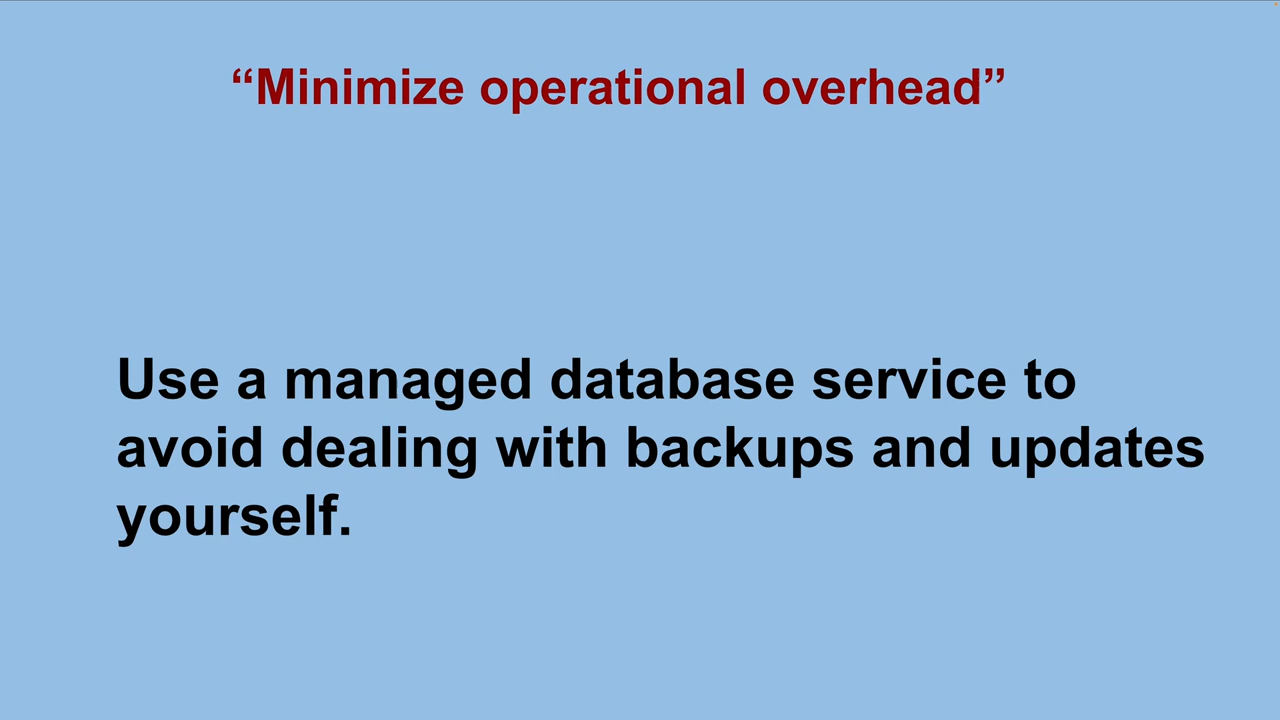 “Minimize operational overhead”
Use a managed database service to
avoid dealing with backups and updates
yourself.